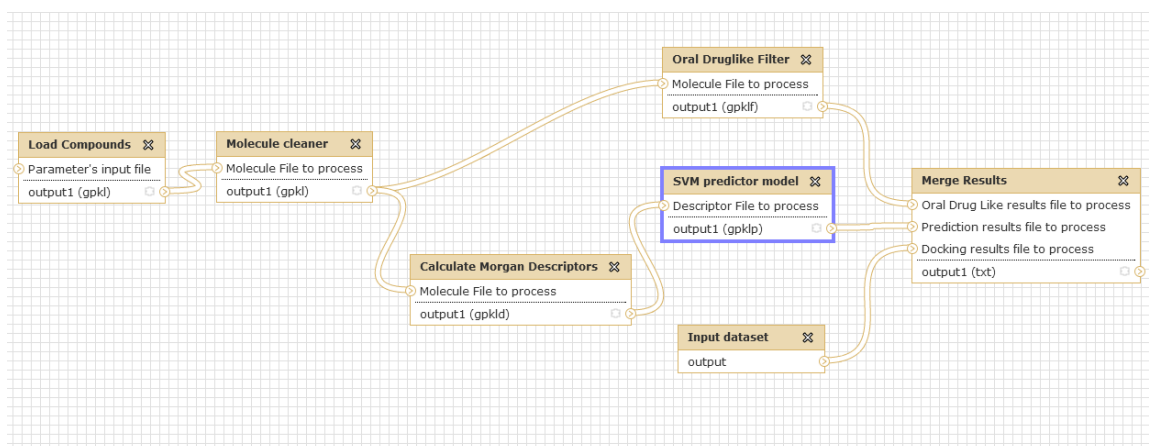 Load Compounds
Parameter's input file
output1 (gpkl)
Molecule cleaner
Molecule File to process
output1 (gpkl)
Oral Druglike Filter
Molecule File to process
output1 (gpklf)
Calculate Morgan Descriptors
Molecule File to process
output1 (gpkld)
SVM predictor model
Descriptor File to process
output1 (gpklp)
Input dataset
output
Merge Results
Oral Drug Like results file to process
Prediction results file to process
Docking results file to process
output1 (txt)